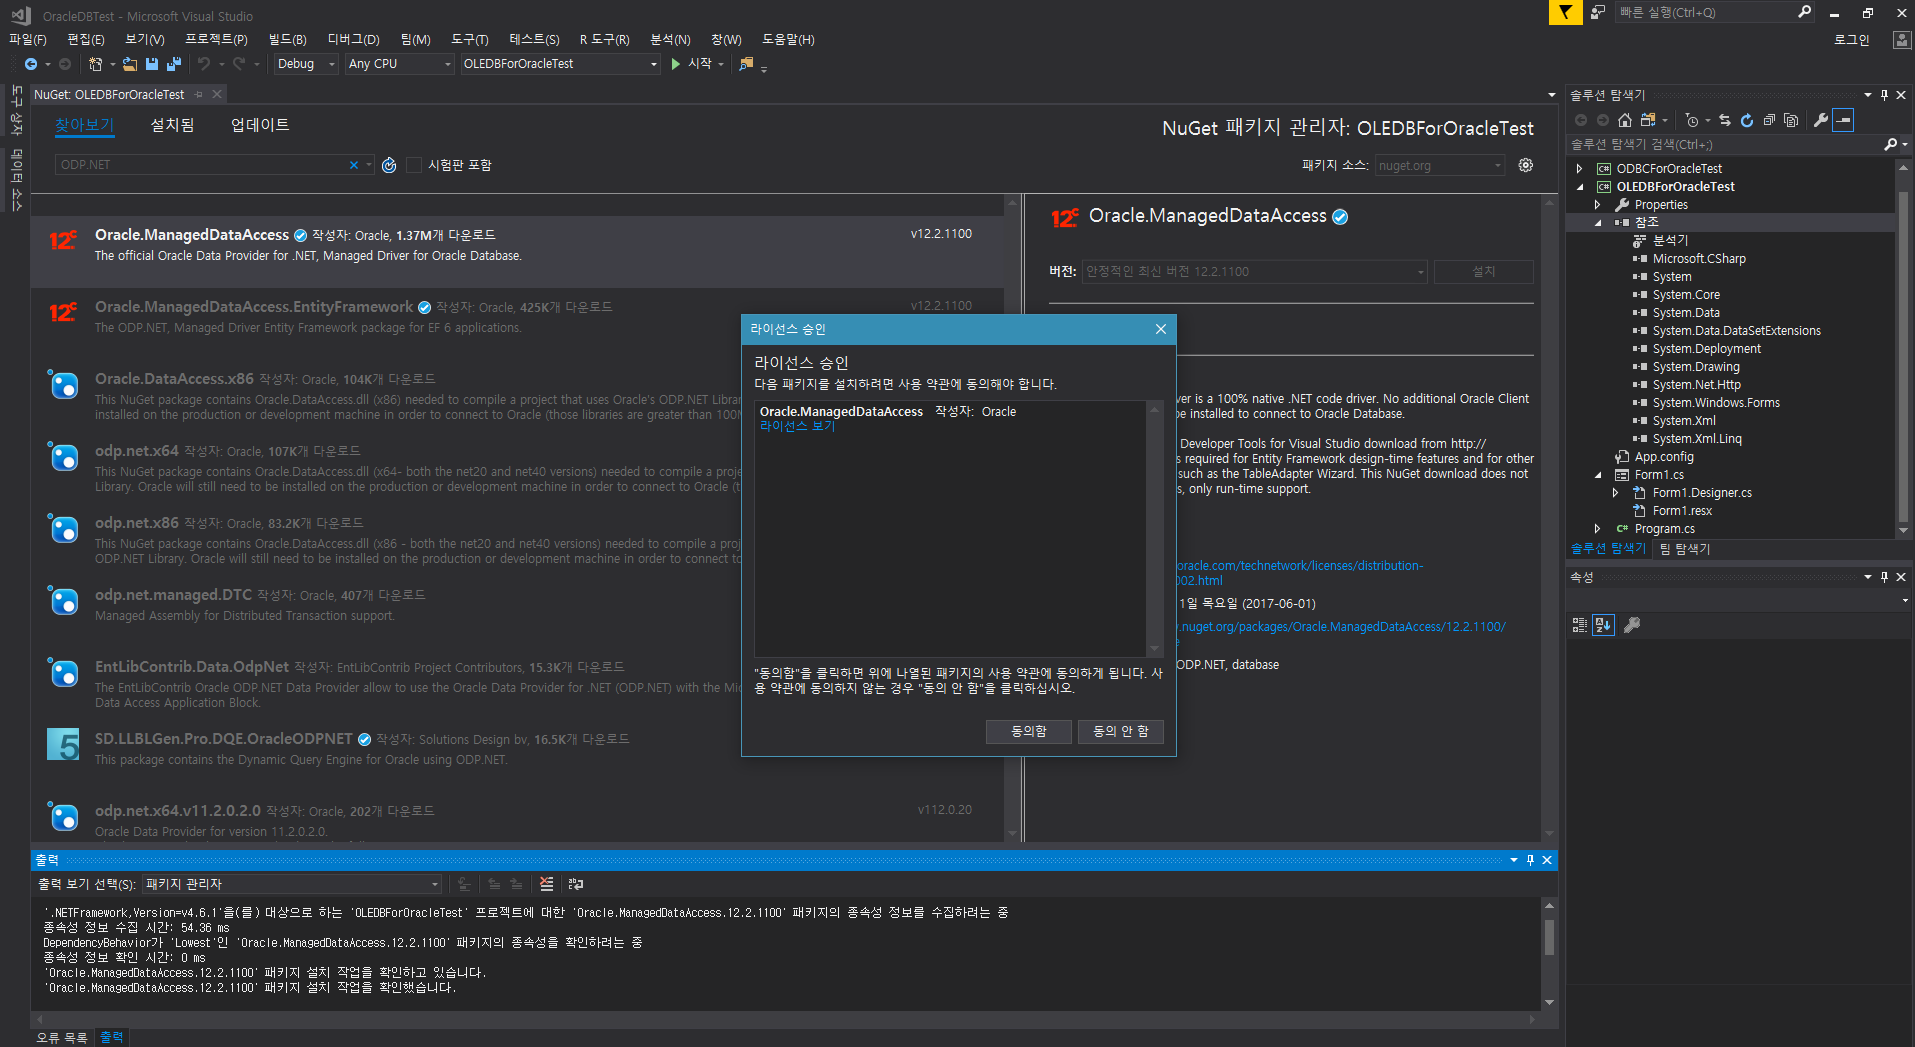 OracleDBTest - Microsoft Visual Studio
빠른 실행(Ctrl+Q)
파일(F) 편집(E) 보기(V) 프로젝트(P) 빌드(B) 디버그(D) 팀(M) 도구(T) 테스트(S) R 도구(R) 분석(N) 창(W) 도움말(H)
로그인
Debug Any CPU OLEDBForOracleTest 시작
도구 상자
데이터 소스
NuGet: OLEDBForOracleTest
찾아보기 설치됨 업데이트
NuGet 패키지 관리자: OLEDBForOracleTest
ODP.NET
시험판 포함
패키지 소스: nuget.org
12c
Oracle.ManagedDataAccess 작성자: Oracle, 1.37M개 다운로드
v12.2.1100
The official Oracle Data Provider for .NET, Managed Driver for Oracle Database.
12c
Oracle.ManagedDataAccess.EntityFramework 작성자: Oracle, 425K개 다운로드
v12.2.1100
The ODP.NET, Managed Driver Entity Framework package for EF 6 applications.
Oracle.DataAccess.x86 작성자: Oracle, 104K개 다운로드
This NuGet package contains Oracle.DataAccess.dll (x86) needed to compile a project that uses Oracle's ODP.NET Librar
installed on the production or development machine in order to connect to Oracle (those libraries are greater than 100M
odp.net.x64 작성자: Oracle, 107K개 다운로드
This NuGet package contains Oracle.DataAccess.dll (x64- both the net20 and net40 versions) needed to compile a proje
Library. Oracle will still need to be installed on the production or development machine in order to connect to Oracle (t
odp.net.x86 작성자: Oracle, 83.2K개 다운로드
This NuGet package contains Oracle.DataAccess.dll (x86 - both the net20 and net40 versions) needed to compile a proj
ODP.NET Library. Oracle will still need to be installed on the production or development machine in order to connect to
odp.net.managed.DTC 작성자: Oracle, 407개 다운로드
Managed Assembly for Distributed Transaction support.
EntLibContrib.Data.OdpNet 작성자: EntLibContrib Project Contributors, 15.3K개 다운로드
The EntLibContrib Oracle ODP.NET Data Provider allow to use the Oracle Data Provider for .NET (ODP.NET) with the Mic
Data Access Application Block.
5
SD.LLBLGen.Pro.DQE.OracleODPNET 작성자: Solutions Design bv, 16.5K개 다운로드
This package contains the Dynamic Query Engine for Oracle using ODP.NET.
odp.net.x64.v11.2.0.2.0 작성자: Oracle, 202개 다운로드
v112.0.20
Oracle Data Provider for version 11.2.0.2.0.
12c
Oracle.ManagedDataAccess
버전: 안정적인 최신 버전 12.2.1100 설치
ver is a 100% native .NET code driver. No additional Oracle Client
be installed to connect to Oracle Database.
Developer Tools for Visual Studio download from http://
s required for Entity Framework design-time features and for other
such as the TableAdapter Wizard. This NuGet download does not
s, only run-time support.
oracle.com/technetwork/licenses/distribution-
002.html
1일 목요일 (2017-06-01)
w.nuget.org/packages/Oracle.ManagedDataAccess/12.2.1100/
e
ODP.NET, database
라이선스 승인
라이선스 승인
다음 패키지를 설치하려면 사용 약관에 동의해야 합니다.
Oracle.ManagedDataAccess 작성자: Oracle
라이선스 보기
"동의함"을 클릭하면 위에 나열된 패키지의 사용 약관에 동의하게 됩니다. 사
용 약관에 동의하지 않는 경우 "동의 안 함"을 클릭하십시오.
동의함 동의 안 함
출력
출력 보기 선택(S): 패키지 관리자
'.NETFramework,Version=v4.6.1'을(를) 대상으로 하는 'OLEDBForOracleTest' 프로젝트에 대한 'Oracle.ManagedDataAccess.12.2.1100' 패키지의 종속성 정보를 수집하려는 중
종속성 정보 수집 시간: 54.36 ms
DependencyBehavior가 'Lowest'인 'Oracle.ManagedDataAccess.12.2.1100' 패키지의 종속성을 확인하려는 중
종속성 정보 확인 시간: 0 ms
'Oracle.ManagedDataAccess.12.2.1100' 패키지 설치 작업을 확인하고 있습니다.
'Oracle.ManagedDataAccess.12.2.1100' 패키지 설치 작업을 확인했습니다.
오류 목록 출력
솔루션 탐색기
솔루션 탐색기 검색(Ctrl+;)
ODBCForOracleTest
OLEDBForOracleTest
Properties
참조
분석기
Microsoft.CSharp
System
System.Core
System.Data
System.Data.DataSetExtensions
System.Deployment
System.Drawing
System.Net.Http
System.Windows.Forms
System.Xml
System.Xml.Linq
App.config
Form1.cs
Form1.Designer.cs
Form1.resx
Program.cs
솔루션 탐색기 팀 탐색기
속성